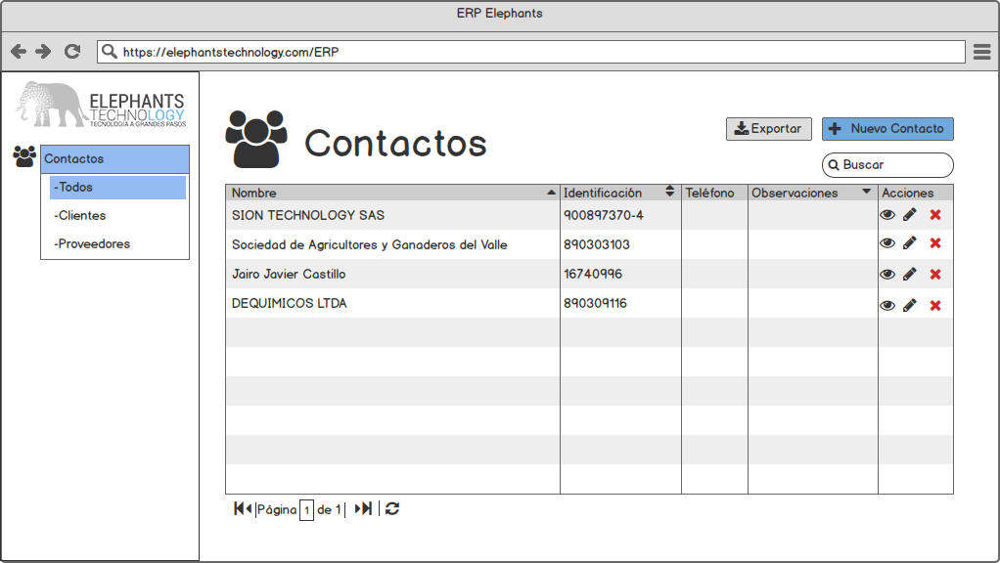 ERP Elephants
https://elephantstechnology.com/ERP
ELEPHANTS
TECHNOLOGY
TECNOLOGÍA A GRANDES PASOS
Contactos
-Todos
-Clientes
-Proveedores
Contactos
Exportar
Nuevo Contacto
Buscar
Nombre Identificación Teléfono Observaciones Acciones
SION TECHNOLOGY SAS 900897370-4
Sociedad de Agricultores y Ganaderos del Valle 890303103
Jairo Javier Castillo 16740996
DEQUIMICOS LTDA 890309116
Página 1 de 1